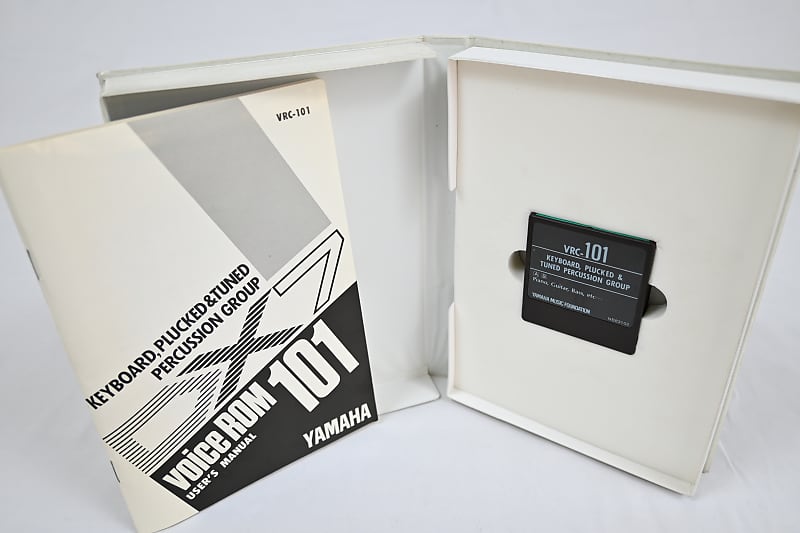 VRC-101
KEYBOARD, PLUCKED & TUNED
PERCUSSION GROUP
DX7
Voice ROM 101
USER'S MANUAL
YAMAHA
VRC-101
KEYBOARD, PLUCKED &
TUNED PERCUSSION GROUP
A B
Piano, Guitar, Bass, etc...
YAMAHA MUSIC FOUNDATION